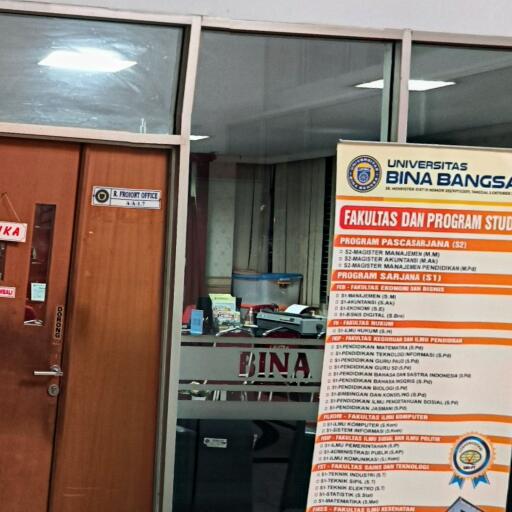 R. FROIONT OFFICE
A-A-1.7
UKA
DORONG
BINA
UNIVERSITAS
BINA BANGSA
FAKULTAS DAN PROGRAM STUD
PROGRAM PASCASARJANA (S2)
S2-MAGISTER MANAJEMEN (M.M)
S2-MAGISTER AKUNTANSI (M.Ak)
S2-MAGISTER MANAJEMEN PENDIDIKAN (M.Pd)
PROGRAM SARJANA (S1)
FEB - FAKULTAS EKONOMI DAN BISNIS
S1-MANAJEMEN (S.M)
S1-AKUNTANSI (S.Ak)
S1-EKONOMI (S.E)
S1-BISNIS DIGITAL (S.Bns)
FH - FAKULTAS HUKUM
S1-ILMU HUKUM (S.H)
FKIP - FAKULTAS KEGURUAN DAN ILMU PENDIDIKAN
S1-PENDIDIKAN MATEMATIKA (S.Pd)
S1-PENDIDIKAN TEKNOLOGI INFORMASI (S.Pd)
S1-PENDIDIKAN GURU PAUD (S.Pd)
S1-PENDIDIKAN GURU SD (S.Pd)
S1-PENDIDIKAN BAHASA DAN SASTRA INDONESIA (S.Pd)
S1-PENDIDIKAN BAHASA INGGRIS (S.Pd)
S1-PENDIDIKAN BIOLOGI (S.Pd)
S1-BIMBINGAN DAN KONSELING (S.Pd)
S1-PENDIDIKAN ILMU PENGETAHUAN SOSIAL (S.Pd)
S1-PENDIDIKAN JASMANI (S.Pd)
FILKOM - FAKULTAS ILMU KOMPUTER
S1-ILMU KOMPUTER (S.Kom)
S1-SISTEM INFORMASI (S.Kom)
FISIP - FAKULTAS ILMU SOSIAL DAN ILMU POLITIK
S1-ILMU PEMERINTAHAN (S.IP)
S1-ADMINISTRASI PUBLIK (S.AP)
S1-ILMU KOMUNIKASI (S.I.Kom)
FST - FAKULTAS SAINS DAN TEKNOLOGI
S1-TEKNIK INDUSTRI (S.T)
S1-TEKNIK SIPIL (S.T)
S1-TEKNIK ELEKTRO (S.T)
S1-STATISTIK (S.Stat)
S1-MATEMATIKA (S.Mat)
FIKES - FAKULTAS ILMU KESEHATAN